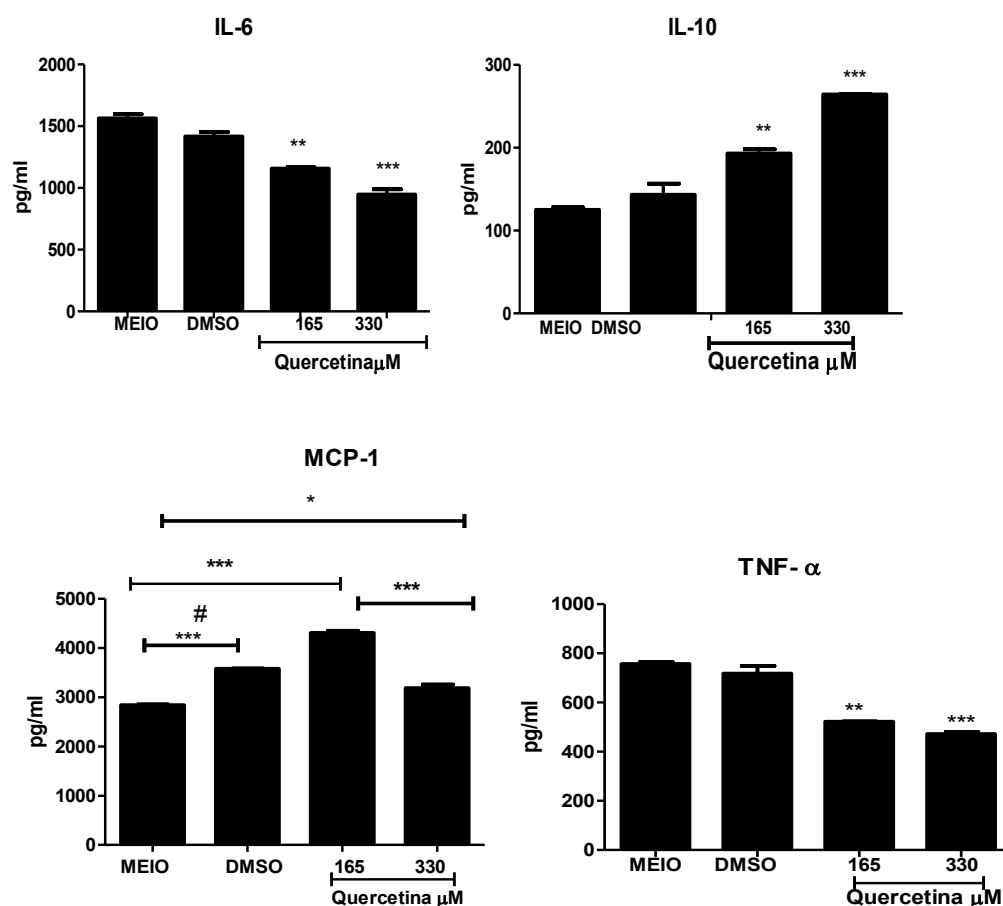 IL-6
2000
1500
1000
500
0
pg/ml
**
***
MEIO DMSO 165 330
QuercetinaμM
IL-10
300
200
100
0
pg/ml
**
***
MEIO DMSO 165 330
Quercetina μM
MCP-1
*
***
***
#
***
5000
4000
3000
2000
1000
0
pg/ml
MEIO DMSO 165 330
Quercetina μM
TNF- α
1000
800
600
400
200
0
pg/ml
**
***
MEIO DMSO 165 330
Quercetina μM